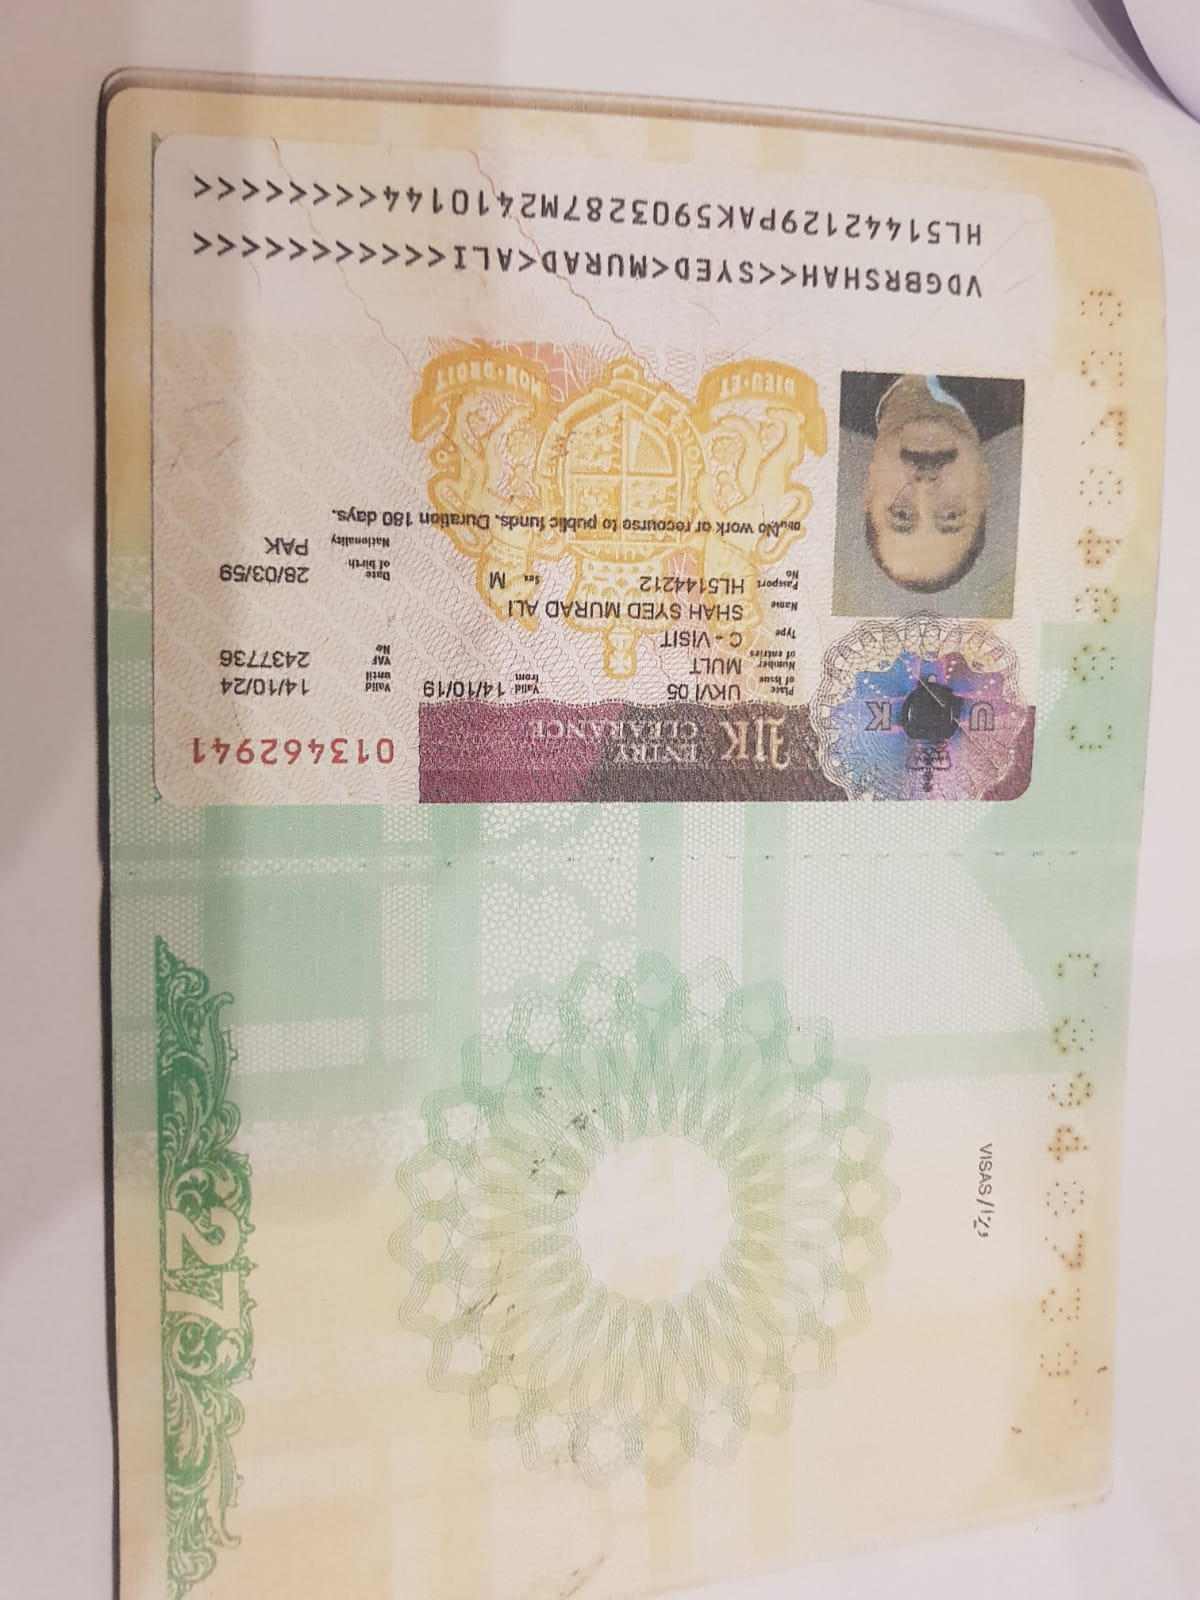 UK ENTRY CLEARANCE
013462941
U K
Place of issue UKVI 05 Valid from 14/10/19 Valid until 14/10/24
Number of entries MULT VAF No 2437736
Type C - VISIT
Name SHAH SYED MURAD ALI
Passport No HL5144212 Sex M Date of birth 28/03/59
Nationality PAK
Obs. No work or recourse to public funds. Duration 180 days.
DIEU·ET MON·DROIT
VDGBRSHAH<<SYED<MURAD<ALI<<<<<<<<<<<
HL51442129PAK5903287M2410144<<<<<<<<
VISAS/ویزا
27